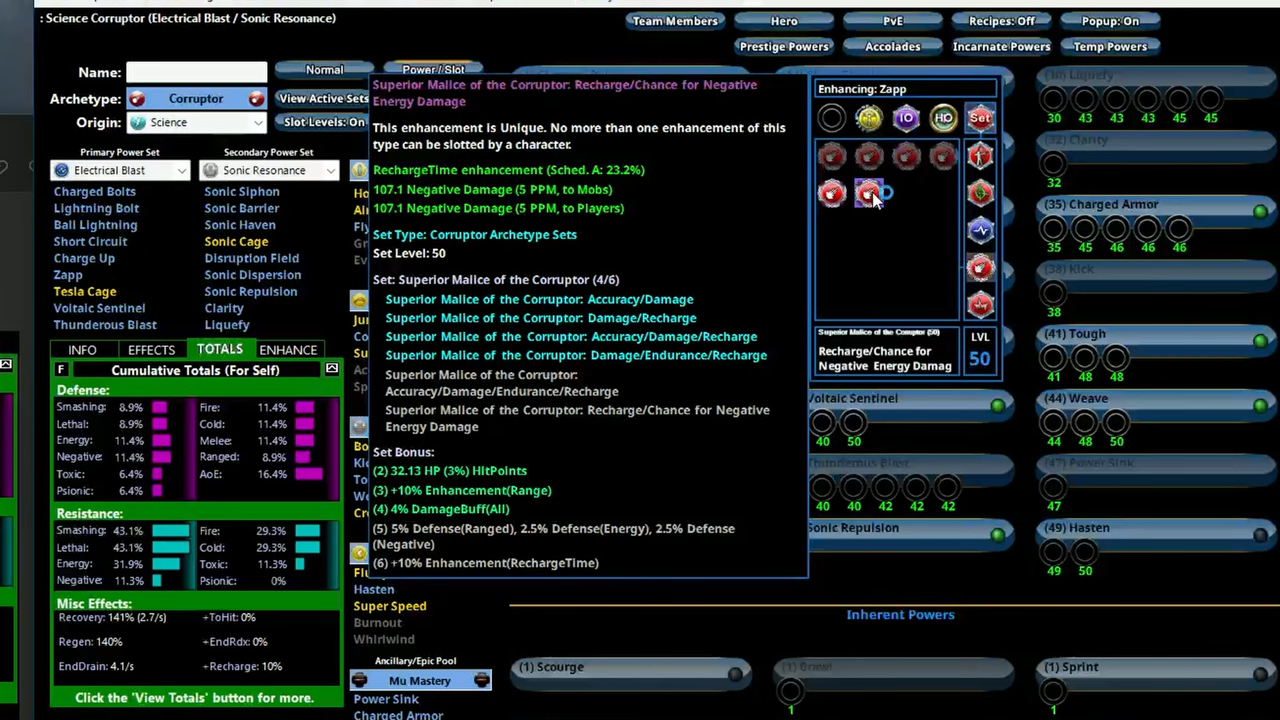 : Science Corruptor (Electrical Blast / Sonic Resonance)
Team Members
Hero
PvE
Recipes: Off
Popup: On
Prestige Powers
Accolades
Incarnate Powers
Temp Powers
Name:
Normal
Power / Slot
Archetype:
Corruptor
View Active Sets
Origin:
Science
Slot Levels: On
Primary Power Set
Secondary Power Set
Electrical Blast
Sonic Resonance
Charged Bolts
Lightning Bolt
Ball Lightning
Short Circuit
Charge Up
Zapp
Tesla Cage
Voltaic Sentinel
Thunderous Blast
Sonic Siphon
Sonic Barrier
Sonic Haven
Sonic Cage
Disruption Field
Sonic Dispersion
Sonic Repulsion
Clarity
Liquefy
INFO
EFFECTS
TOTALS
ENHANCE
F
Cumulative Totals (For Self)
Defense:
Smashing: 8.9%
Fire: 11.4%
Lethal: 8.9%
Cold: 11.4%
Energy: 11.4%
Melee: 11.4%
Negative: 11.4%
Ranged: 8.9%
Toxic: 6.4%
AoE: 16.4%
Psionic: 6.4%
Resistance:
Smashing: 43.1%
Fire: 29.3%
Lethal: 43.1%
Cold: 29.3%
Energy: 31.9%
Toxic: 11.3%
Negative: 11.3%
Psionic: 0%
Misc Effects:
Recovery: 141% (2.7/s)
+ToHit: 0%
Regen: 140%
+EndRdx: 0%
EndDrain: 4.1/s
+Recharge: 10%
Click the 'View Totals' button for more.
Superior Malice of the Corruptor: Recharge/Chance for Negative
Energy Damage
This enhancement is Unique. No more than one enhancement of this
type can be slotted by a character.
RechargeTime enhancement (Sched. A: 23.2%)
107.1 Negative Damage (5 PPM, to Mobs)
107.1 Negative Damage (5 PPM, to Players)
Set Type: Corruptor Archetype Sets
Set Level: 50
Set: Superior Malice of the Corruptor (4/6)
Superior Malice of the Corruptor: Accuracy/Damage
Superior Malice of the Corruptor: Damage/Recharge
Superior Malice of the Corruptor: Accuracy/Damage/Recharge
Superior Malice of the Corruptor: Damage/Endurance/Recharge
Superior Malice of the Corruptor:
Accuracy/Damage/Endurance/Recharge
Superior Malice of the Corruptor: Recharge/Chance for Negative
Energy Damage
Set Bonus:
(2) 32.13 HP (3%) HitPoints
(3) +10% Enhancement(Range)
(4) 4% DamageBuff(All)
(5) 5% Defense(Ranged), 2.5% Defense(Energy), 2.5% Defense
(Negative)
(6) +10% Enhancement(RechargeTime)
Hasten
Super Speed
Burnout
Whirlwind
Ancillary/Epic Pool
Mu Mastery
Power Sink
Charged Armor
Enhancing: Zapp
IO
HO
Set
Superior Malice of the Corruptor (50)
Recharge/Chance for
Negative Energy Damag
LVL
50
Liquefy
30 43 43 43 45 45
Clarity
32
(35) Charged Armor
35 45 46 46 46
(38) Kick
38
(41) Tough
41 48 48
Voltaic Sentinel
40 50
(44) Weave
44 48 50
Thunderous Blast
40 40 42 42 42
(47) Power Sink
47
Sonic Repulsion
(49) Hasten
49 50
Inherent Powers
(1) Scourge
(1) Brawl
1
(1) Sprint
1